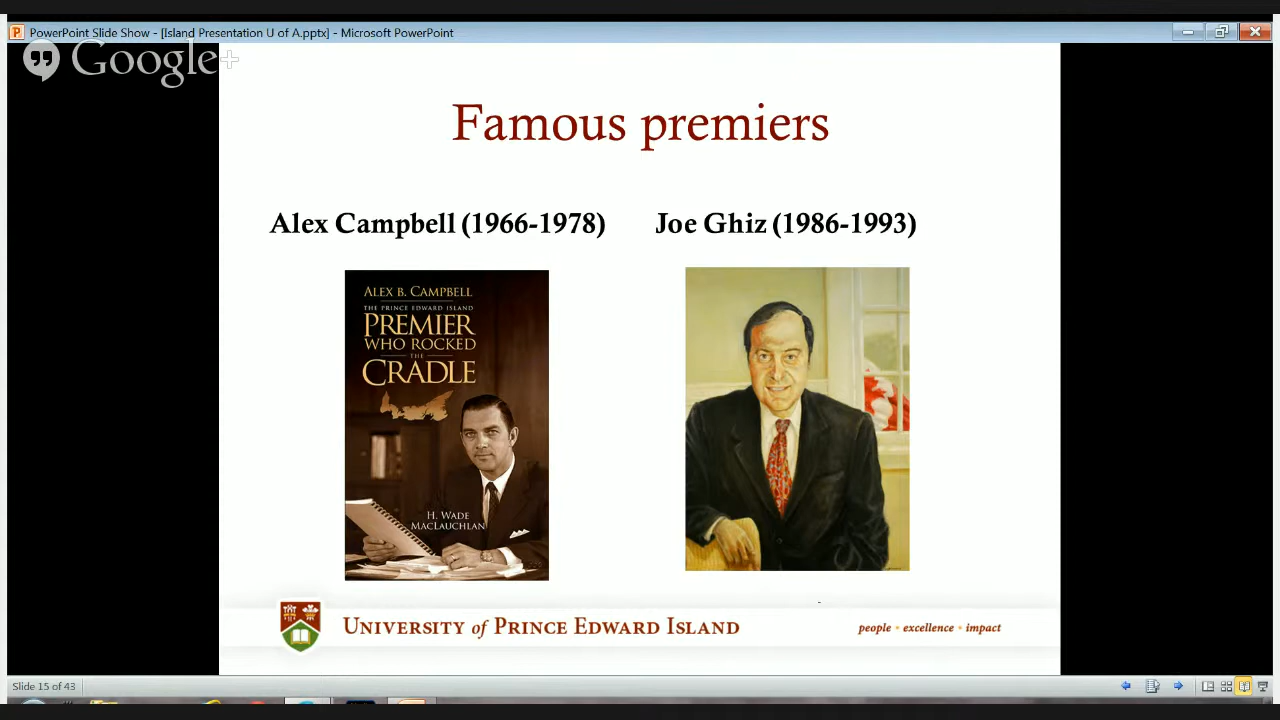 PowerPoint Slide Show - [Island Presentation U of A.pptx] - Microsoft PowerPoint
Google+
Famous premiers
Alex Campbell (1966-1978)
Joe Ghiz (1986-1993)
ALEX B. CAMPBELL
THE PRINCE EDWARD ISLAND
PREMIER
WHO ROCKED
THE
CRADLE
H. WADE
MACLAUCHLAN
UNIVERSITY of PRINCE EDWARD ISLAND
people • excellence • impact
Slide 15 of 43